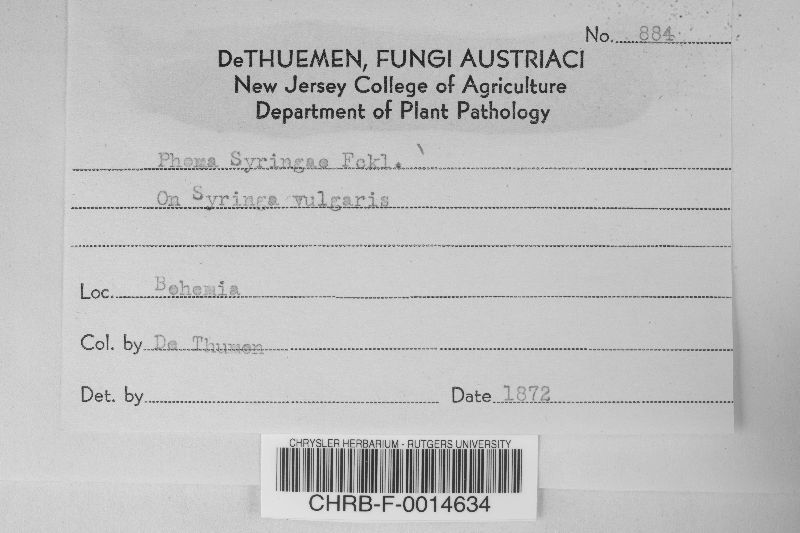 No. 884
DeTHUEMEN, FUNGI AUSTRIACI
New Jersey College of Agriculture
Department of Plant Pathology
Phoma Syringae Fckl.
On Syringa vulgaris
Loc. Bohemia
Col. by De Thumen
Det. by
Date 1872
CHRYSLER HERBARIUM - RUTGERS UNIVERSITY
CHRB-F-0014634